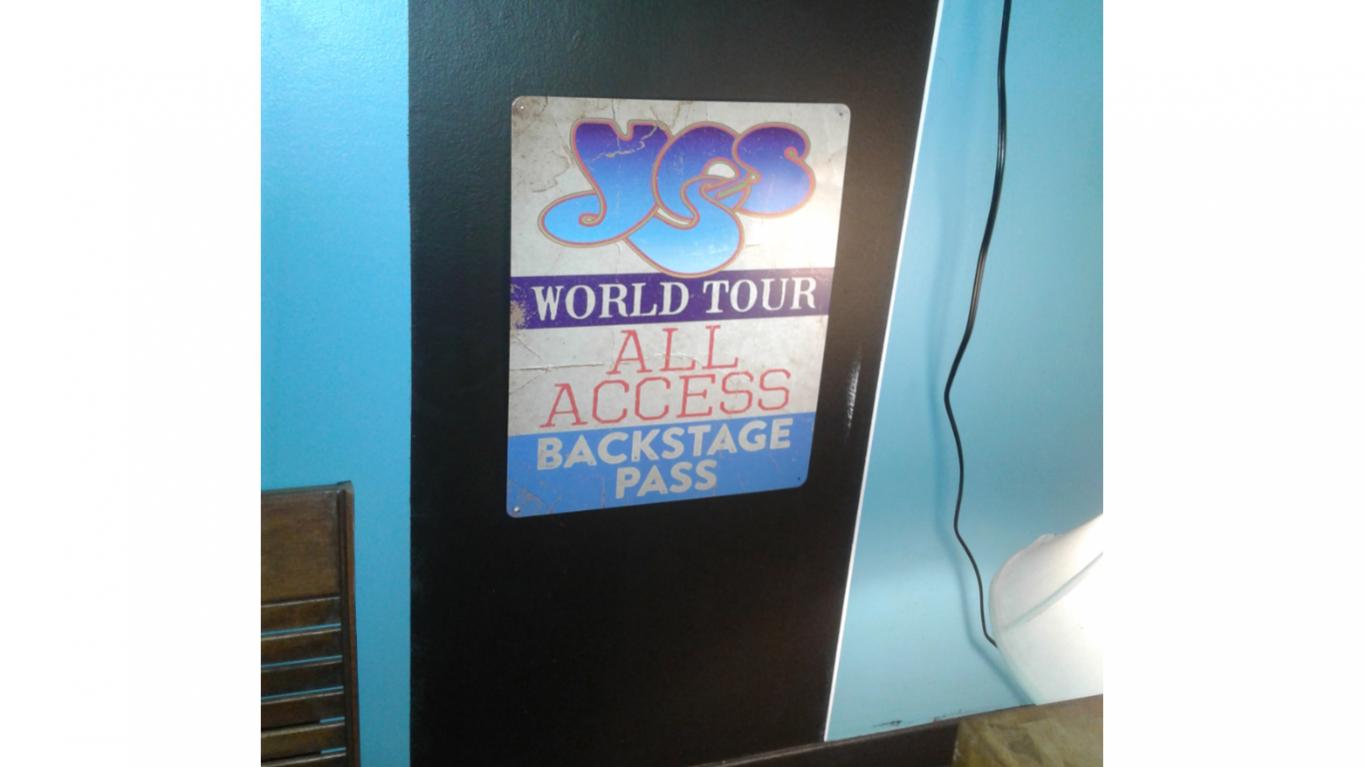 yes
WORLD TOUR
ALL
ACCESS
BACKSTAGE
PASS